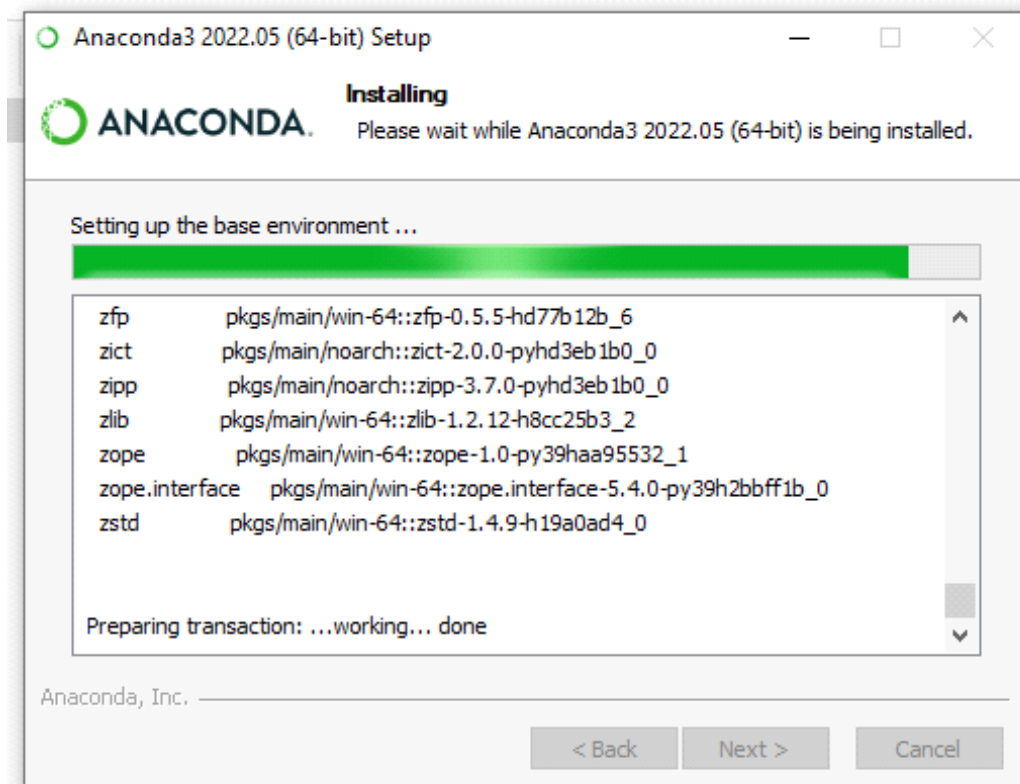 Anaconda3 2022.05 (64-bit) Setup
Installing
ANACONDA.
Please wait while Anaconda3 2022.05 (64-bit) is being installed.
Setting up the base environment ...
zfp pkgs/main/win-64::zfp-0.5.5-hd77b12b_6
zict pkgs/main/noarch::zict-2.0.0-pyhd3eb1b0_0
zipp pkgs/main/noarch::zipp-3.7.0-pyhd3eb1b0_0
zlib pkgs/main/win-64::zlib-1.2.12-h8cc25b3_2
zope pkgs/main/win-64::zope-1.0-py39haa95532_1
zope.interface pkgs/main/win-64::zope.interface-5.4.0-py39h2bbff1b_0
zstd pkgs/main/win-64::zstd-1.4.9-h19a0ad4_0
Preparing transaction: ...working... done
Anaconda, Inc.
< Back Next > Cancel